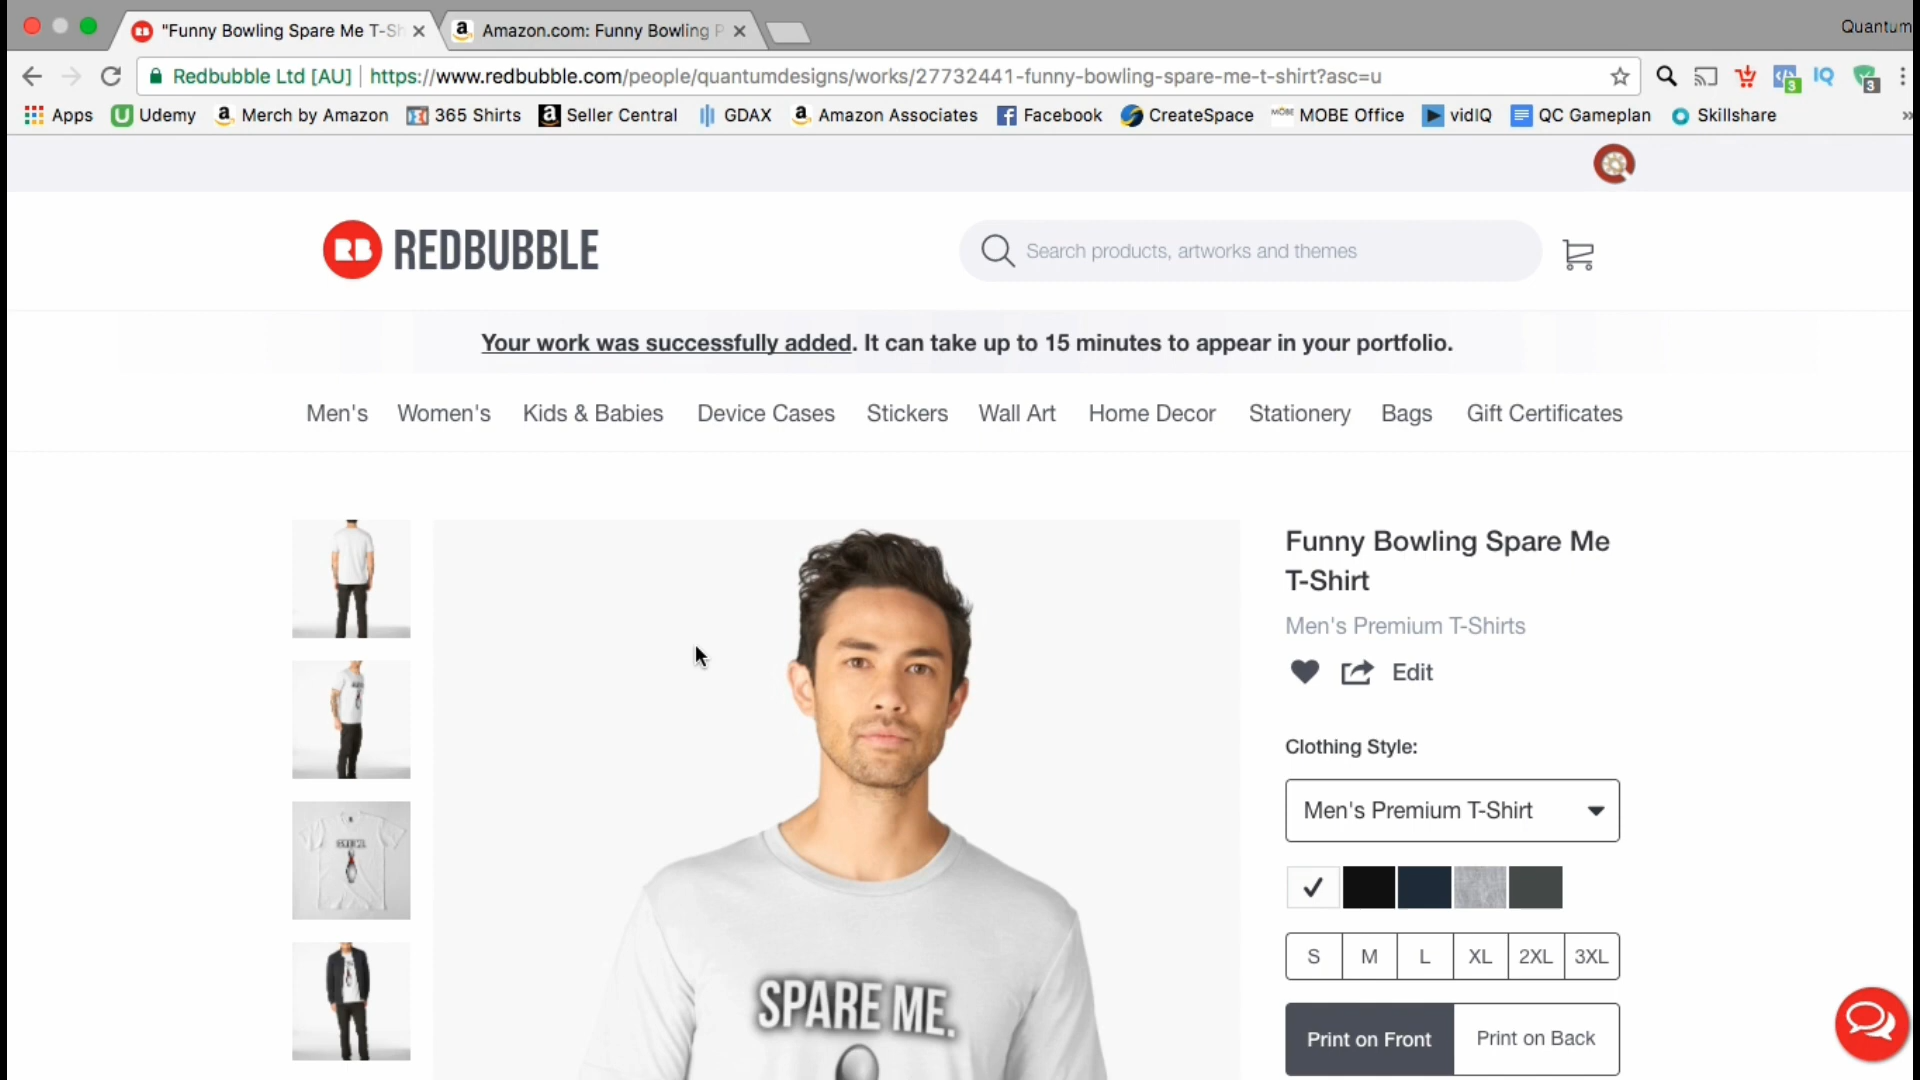 "Funny Bowling Spare Me T-Sh
Amazon.com: Funny Bowling P
Quantum
Redbubble Ltd [AU] | https://www.redbubble.com/people/quantumdesigns/works/27732441-funny-bowling-spare-me-t-shirt?asc=u
3
IQ
3
Apps
Udemy
Merch by Amazon
365 Shirts
Seller Central
GDAX
Amazon Associates
Facebook
CreateSpace
MOBE Office
vidIQ
QC Gameplan
Skillshare
»
RB REDBUBBLE
Search products, artworks and themes
Your work was successfully added. It can take up to 15 minutes to appear in your portfolio.
Men's
Women's
Kids & Babies
Device Cases
Stickers
Wall Art
Home Decor
Stationery
Bags
Gift Certificates
Funny Bowling Spare Me
T-Shirt
Men's Premium T-Shirts
Edit
Clothing Style:
Men's Premium T-Shirt
S M L XL 2XL 3XL
Print on Front
Print on Back
SPARE ME.